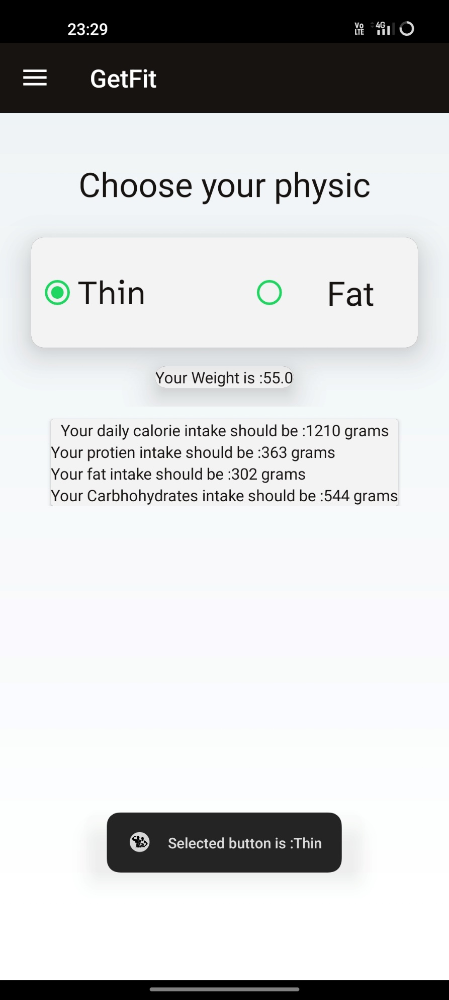 23:29
Vo
LTE
4G
GetFit
Choose your physic
Thin
Fat
Your Weight is :55.0
Your daily calorie intake should be :1210 grams
Your protien intake should be :363 grams
Your fat intake should be :302 grams
Your Carbhohydrates intake should be :544 grams
Selected button is :Thin